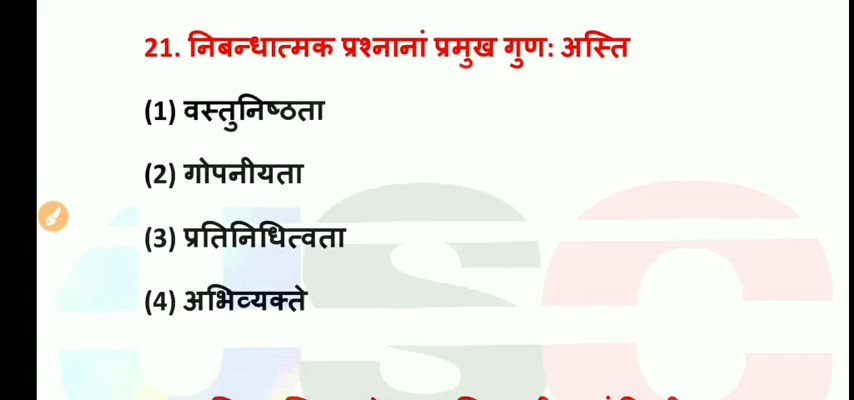 21. निबन्धात्मक प्रश्नानां प्रमुख गुण: अस्ति
(1) वस्तुनिष्ठता
(2) गोपनीयता
(3) प्रतिनिधित्वता
(4) अभिव्यक्ते